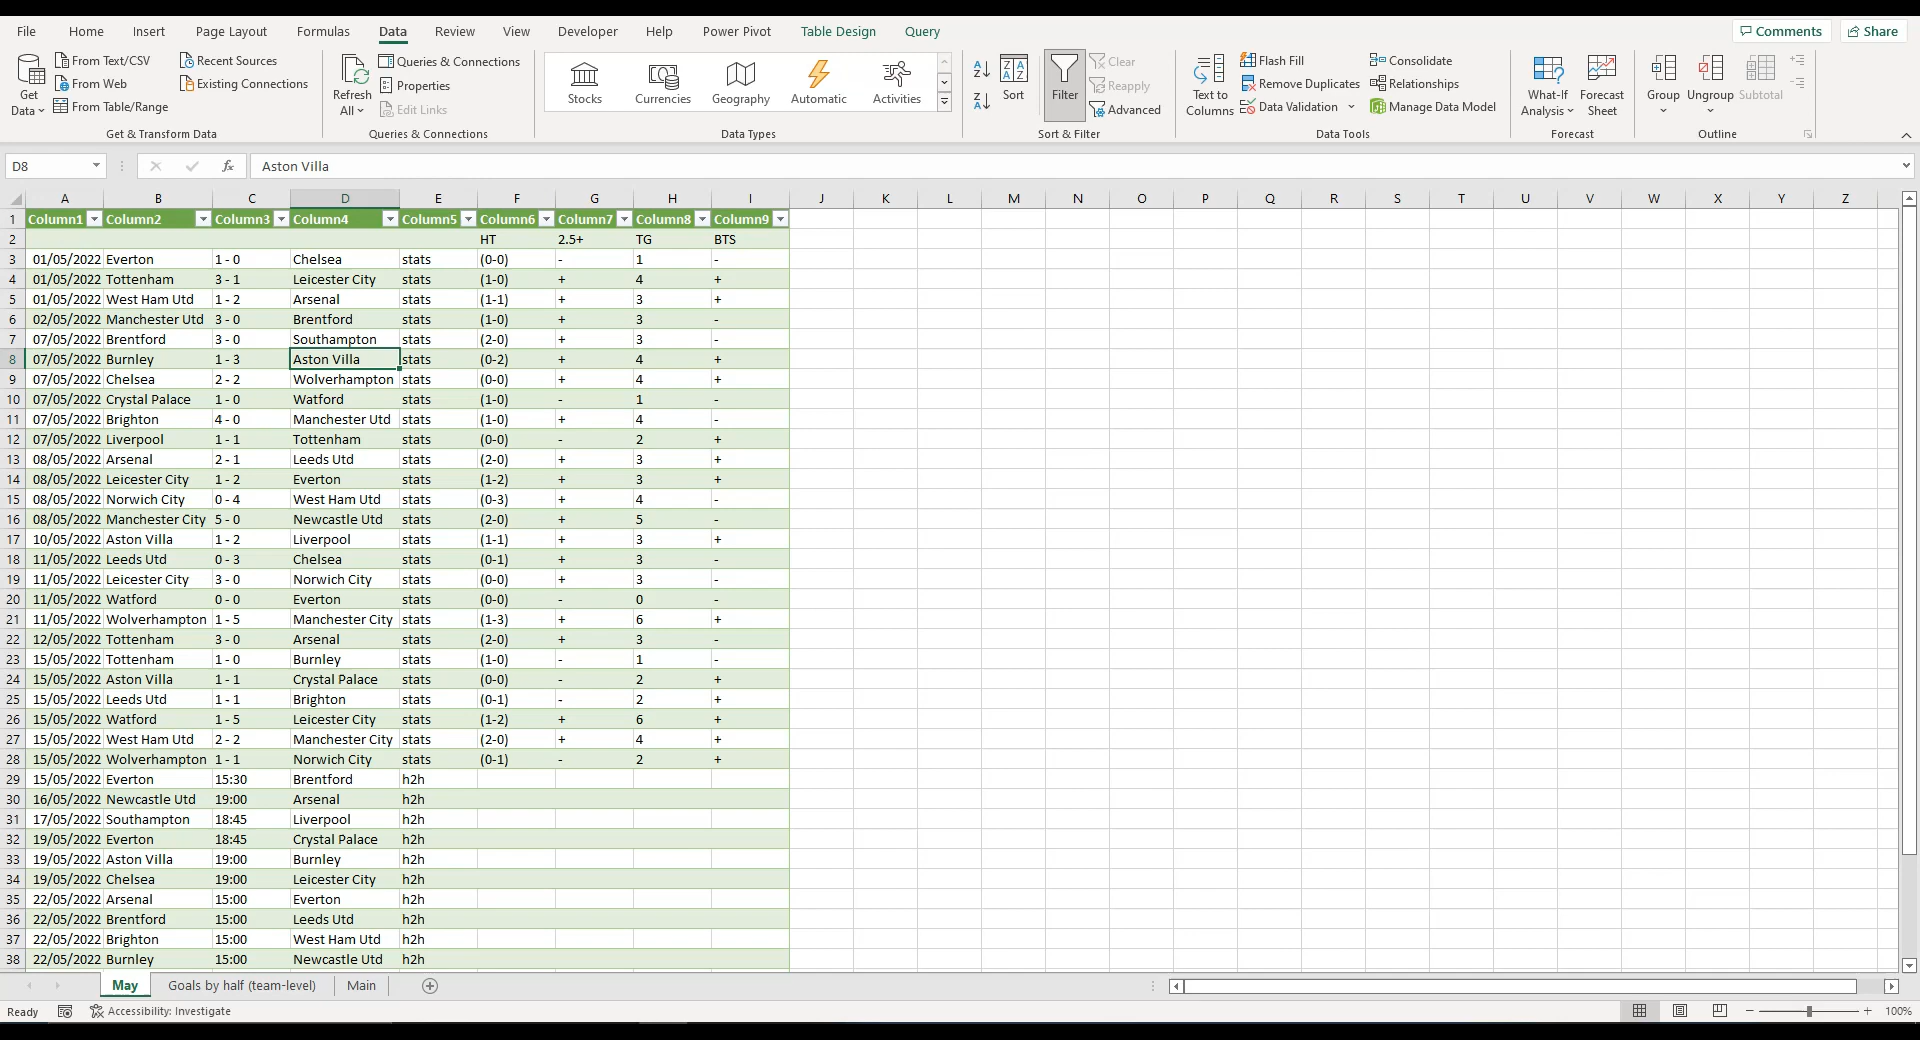 File Home Insert Page Layout Formulas Data Review View Developer Help Power Pivot Table Design Query Comments Share
Get Data From Text/CSV From Web From Table/Range Recent Sources Existing Connections
Get & Transform Data
Refresh All Queries & Connections Properties Edit Links
Queries & Connections
Stocks Currencies Geography Automatic Activities
Data Types
Sort Filter Clear Reapply Advanced
Sort & Filter
Text to Columns Flash Fill Remove Duplicates Data Validation Consolidate Relationships Manage Data Model
Data Tools
What-If Analysis Forecast Sheet
Forecast
Group Ungroup Subtotal
Outline
D8 fx Aston Villa
A B C D E F G H I J K L M N O P Q R S T U V W X Y Z
1 Column1 Column2 Column3 Column4 Column5 Column6 Column7 Column8 Column9
2 HT 2.5+ TG BTS
3 01/05/2022 Everton 1 - 0 Chelsea stats (0-0) - 1 -
4 01/05/2022 Tottenham 3 - 1 Leicester City stats (1-0) + 4 +
5 01/05/2022 West Ham Utd 1 - 2 Arsenal stats (1-1) + 3 +
6 02/05/2022 Manchester Utd 3 - 0 Brentford stats (1-0) + 3 -
7 07/05/2022 Brentford 3 - 0 Southampton stats (2-0) + 3 -
8 07/05/2022 Burnley 1 - 3 Aston Villa stats (0-2) + 4 +
9 07/05/2022 Chelsea 2 - 2 Wolverhampton stats (0-0) + 4 +
10 07/05/2022 Crystal Palace 1 - 0 Watford stats (1-0) - 1 -
11 07/05/2022 Brighton 4 - 0 Manchester Utd stats (1-0) + 4 -
12 07/05/2022 Liverpool 1 - 1 Tottenham stats (0-0) - 2 +
13 08/05/2022 Arsenal 2 - 1 Leeds Utd stats (2-0) + 3 +
14 08/05/2022 Leicester City 1 - 2 Everton stats (1-2) + 3 +
15 08/05/2022 Norwich City 0 - 4 West Ham Utd stats (0-3) + 4 -
16 08/05/2022 Manchester City 5 - 0 Newcastle Utd stats (2-0) + 5 -
17 10/05/2022 Aston Villa 1 - 2 Liverpool stats (1-1) + 3 +
18 11/05/2022 Leeds Utd 0 - 3 Chelsea stats (0-1) + 3 -
19 11/05/2022 Leicester City 3 - 0 Norwich City stats (0-0) + 3 -
20 11/05/2022 Watford 0 - 0 Everton stats (0-0) - 0 -
21 11/05/2022 Wolverhampton 1 - 5 Manchester City stats (1-3) + 6 +
22 12/05/2022 Tottenham 3 - 0 Arsenal stats (2-0) + 3 -
23 15/05/2022 Tottenham 1 - 0 Burnley stats (1-0) - 1 -
24 15/05/2022 Aston Villa 1 - 1 Crystal Palace stats (0-0) - 2 +
25 15/05/2022 Leeds Utd 1 - 1 Brighton stats (0-1) - 2 +
26 15/05/2022 Watford 1 - 5 Leicester City stats (1-2) + 6 +
27 15/05/2022 West Ham Utd 2 - 2 Manchester City stats (2-0) + 4 +
28 15/05/2022 Wolverhampton 1 - 1 Norwich City stats (0-1) - 2 +
29 15/05/2022 Everton 15:30 Brentford h2h
30 16/05/2022 Newcastle Utd 19:00 Arsenal h2h
31 17/05/2022 Southampton 18:45 Liverpool h2h
32 19/05/2022 Everton 18:45 Crystal Palace h2h
33 19/05/2022 Aston Villa 19:00 Burnley h2h
34 19/05/2022 Chelsea 19:00 Leicester City h2h
35 22/05/2022 Arsenal 15:00 Everton h2h
36 22/05/2022 Brentford 15:00 Leeds Utd h2h
37 22/05/2022 Brighton 15:00 West Ham Utd h2h
38 22/05/2022 Burnley 15:00 Newcastle Utd h2h
May Goals by half (team-level) Main
Ready Accessibility: Investigate 100%